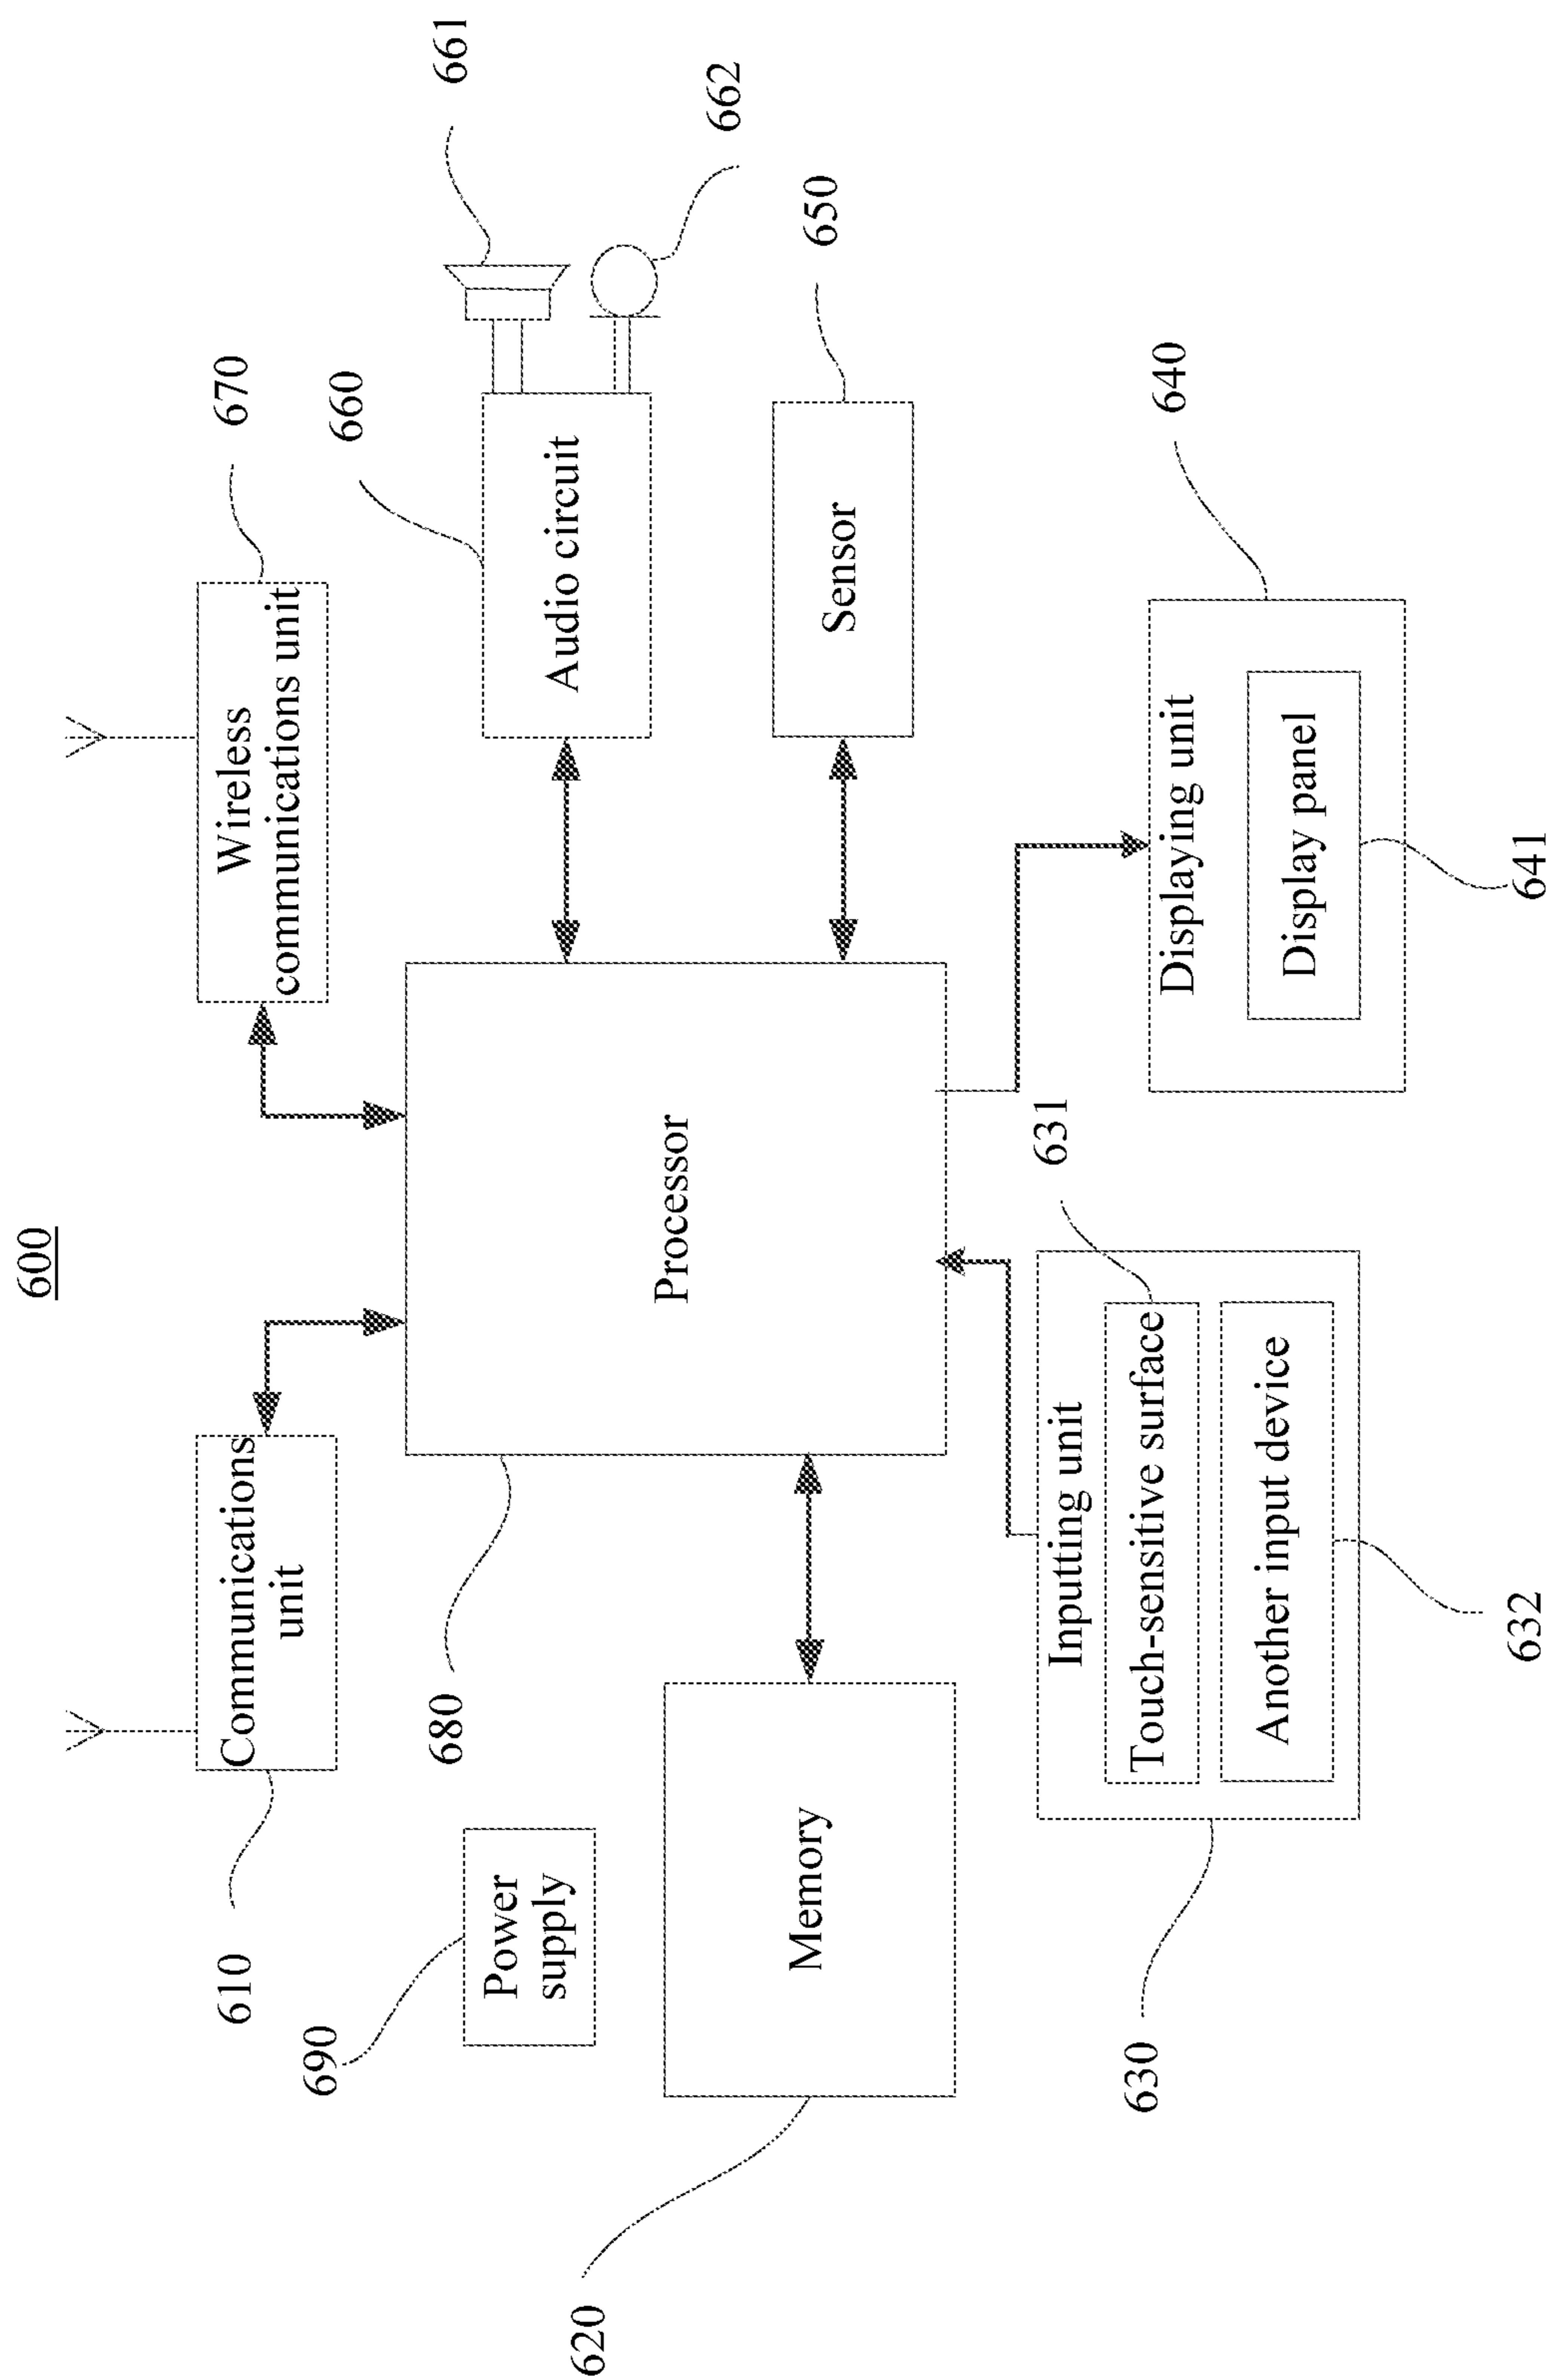 600
610
Communications
unit
Wireless
communications unit
670
690
Power
supply
680
Processor
660
Audio circuit
661
662
620
Memory
Sensor
650
630
Inputting unit
631
Touch-sensitive surface
Another input device
632
Displaying unit
640
Display panel
641